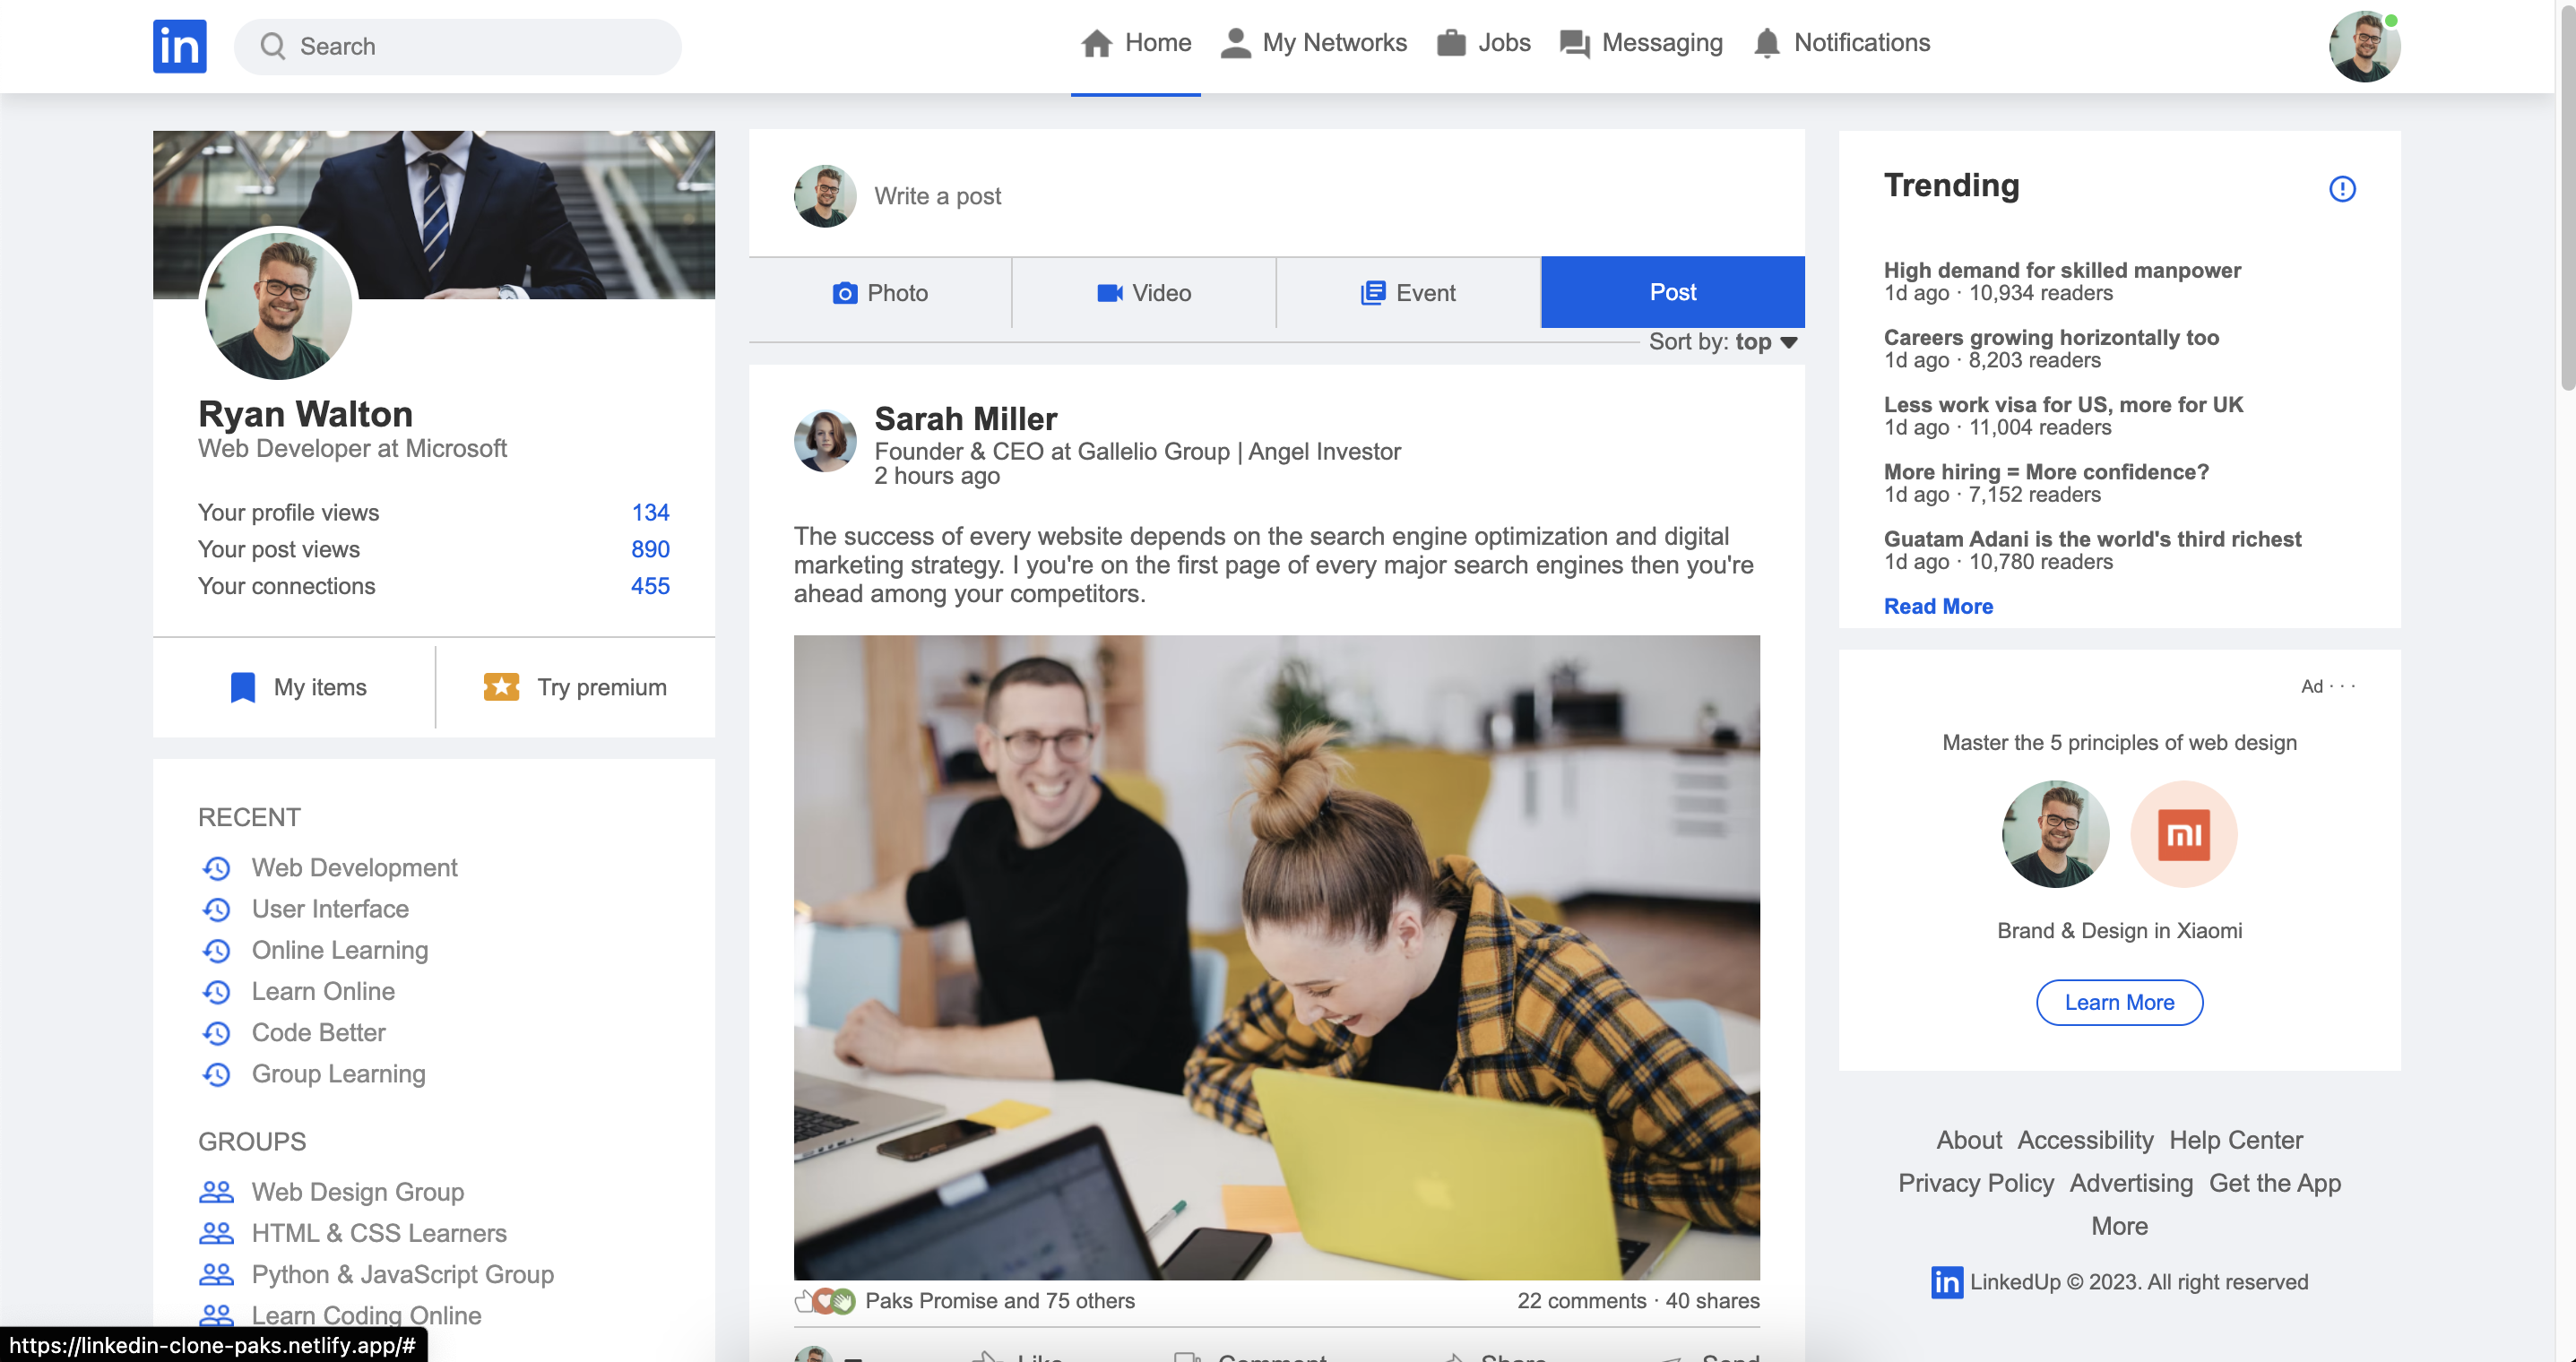 in
Search
Home
My Networks
Jobs
Messaging
Notifications
Ryan Walton
Web Developer at Microsoft
Your profile views 134
Your post views 890
Your connections 455
My items
Try premium
RECENT
Web Development
User Interface
Online Learning
Learn Online
Code Better
Group Learning
GROUPS
Web Design Group
HTML & CSS Learners
Python & JavaScript Group
Learn Coding Online
https://linkedin-clone-paks.netlify.app/#
Write a post
Photo
Video
Event
Post
Sort by: top
Sarah Miller
Founder & CEO at Gallelio Group | Angel Investor
2 hours ago
The success of every website depends on the search engine optimization and digital
marketing strategy. I you're on the first page of every major search engines then you're
ahead among your competitors.
Paks Promise and 75 others
22 comments · 40 shares
Like
Comment
Share
Send
Trending
High demand for skilled manpower
1d ago · 10,934 readers
Careers growing horizontally too
1d ago · 8,203 readers
Less work visa for US, more for UK
1d ago · 11,004 readers
More hiring = More confidence?
1d ago · 7,152 readers
Guatam Adani is the world's third richest
1d ago · 10,780 readers
Read More
Ad · · ·
Master the 5 principles of web design
mi
Brand & Design in Xiaomi
Learn More
About Accessibility Help Center
Privacy Policy Advertising Get the App
More
in LinkedUp © 2023. All right reserved